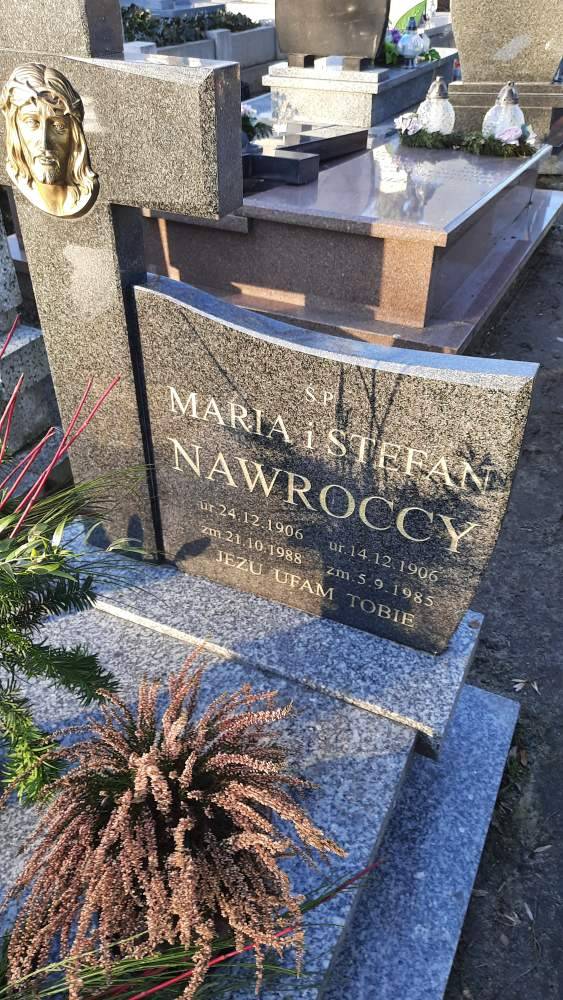 Ś.P.
MARIA i STEFAN
NAWROCCY
ur.24.12.1906 ur.14.12.1906
zm.21.10.1988 zm.5.9.1985
JEZU UFAM TOBIE